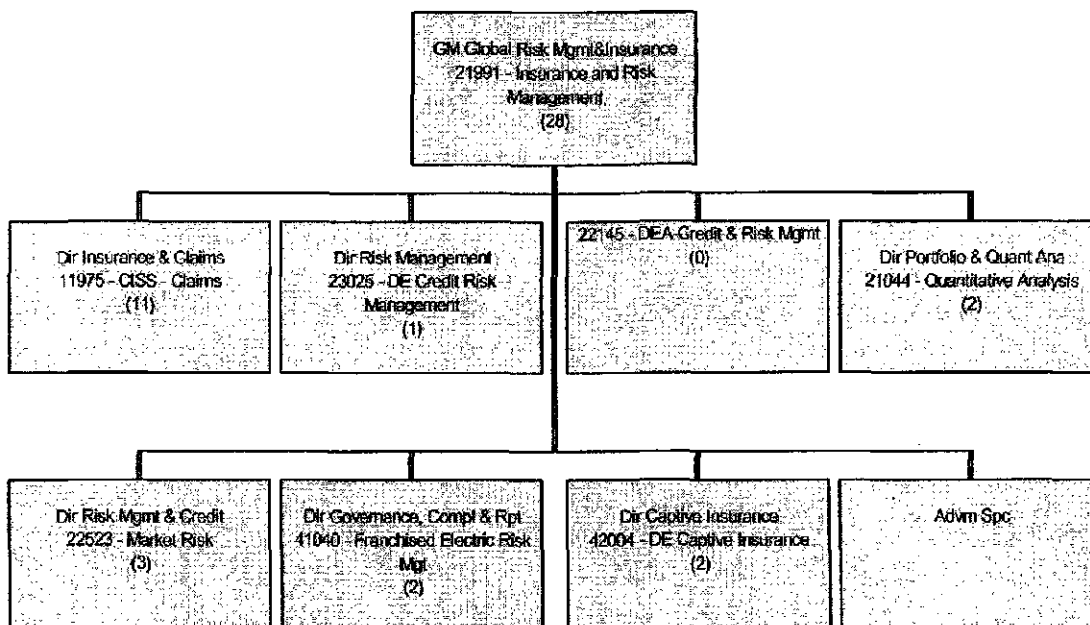 GM Global Risk Mgmt&Insurance
21991 - Insurance and Risk
Management
(28)
Dir Insurance & Claims
11975 - CISS - Claims
(11)
Dir Risk Management
23025 - DE Credit Risk
Management
(1)
22145 - DEA Credit & Risk Mgmt
(0)
Dir Portfolio & Quant Ana
21044 - Quantitative Analysis
(2)
Dir Risk Mgmt & Credit
22523 - Market Risk
(3)
Dir Governance, Compl & Rpt
41040 - Franchised Electric Risk
Mgt
(2)
Dir Captive Insurance
42004 - DE Captive Insurance
(2)
Advm Spc